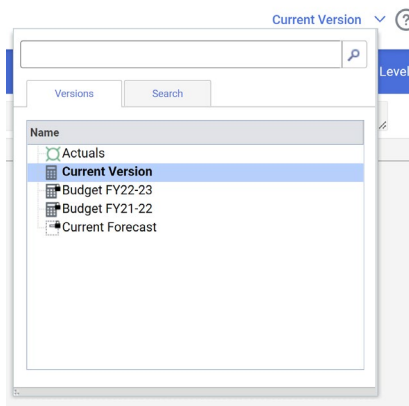 Current Version
Level
Versions
Search
Name
Actuals
Current Version
Budget FY22-23
Budget FY21-22
Current Forecast